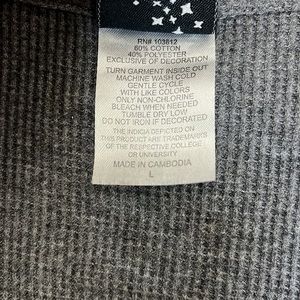 RN# 103812
60% COTTON
40% POLYESTER
EXCLUSIVE OF DECORATION
TURN GARMENT INSIDE OUT
MACHINE WASH COLD
GENTLE CYCLE
WITH LIKE COLORS
ONLY NON-CHLORINE
BLEACH WHEN NEEDED
TUMBLE DRY LOW
DO NOT IRON IF DECORATED
THE INDICIA DEPICTED ON
THIS PRODUCT ARE TRADEMARKS
OF THE RESPECTIVE COLLEGE
OR UNIVERSITY
MADE IN CAMBODIA
L